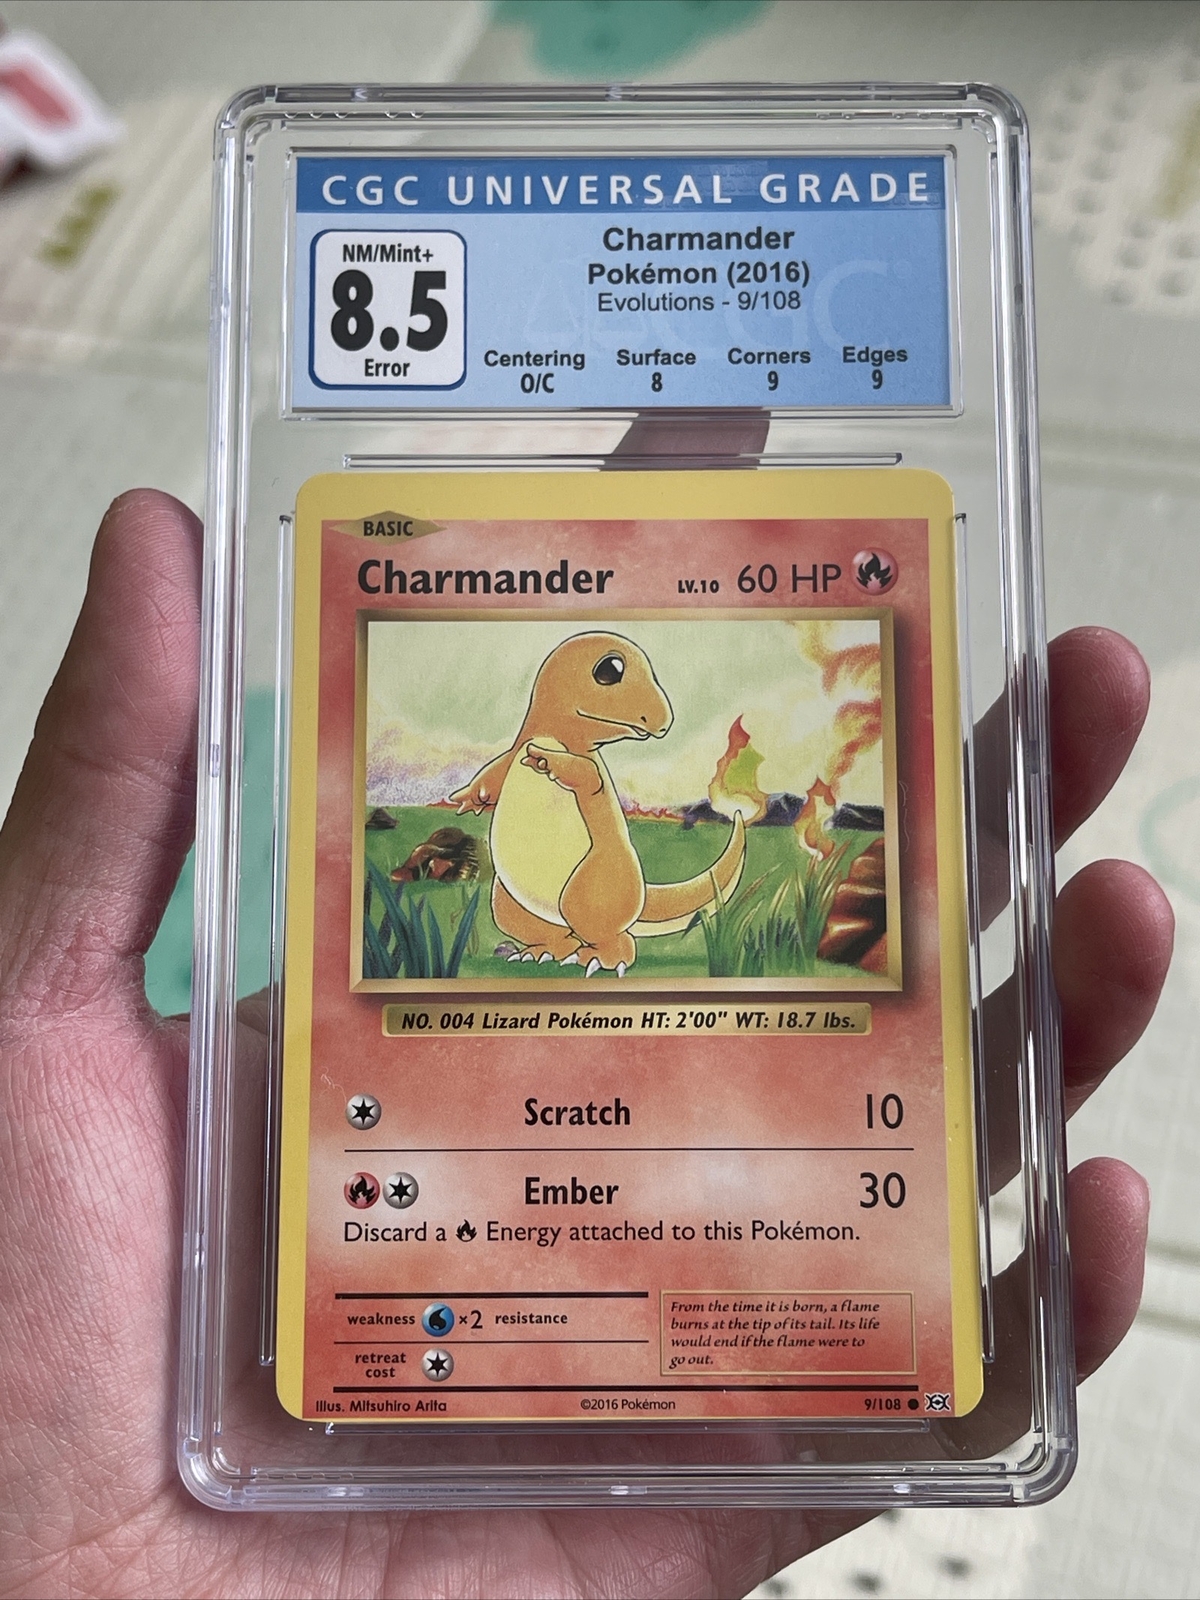 CGC UNIVERSAL GRADE
NM/Mint+
8.5
Error
Charmander
Pokémon (2016)
Evolutions - 9/108
Centering Surface Corners Edges
O/C 8 9 9
BASIC
Charmander LV.10 60 HP
NO. 004 Lizard Pokémon HT: 2'00" WT: 18.7 lbs.
Scratch 10
Ember 30
Discard a Energy attached to this Pokémon.
weakness ×2 resistance
retreat
cost
From the time it is born, a flame
burns at the tip of its tail. Its life
would end if the flame were to
go out.
Illus. Mitsuhiro Arita ©2016 Pokémon 9/108